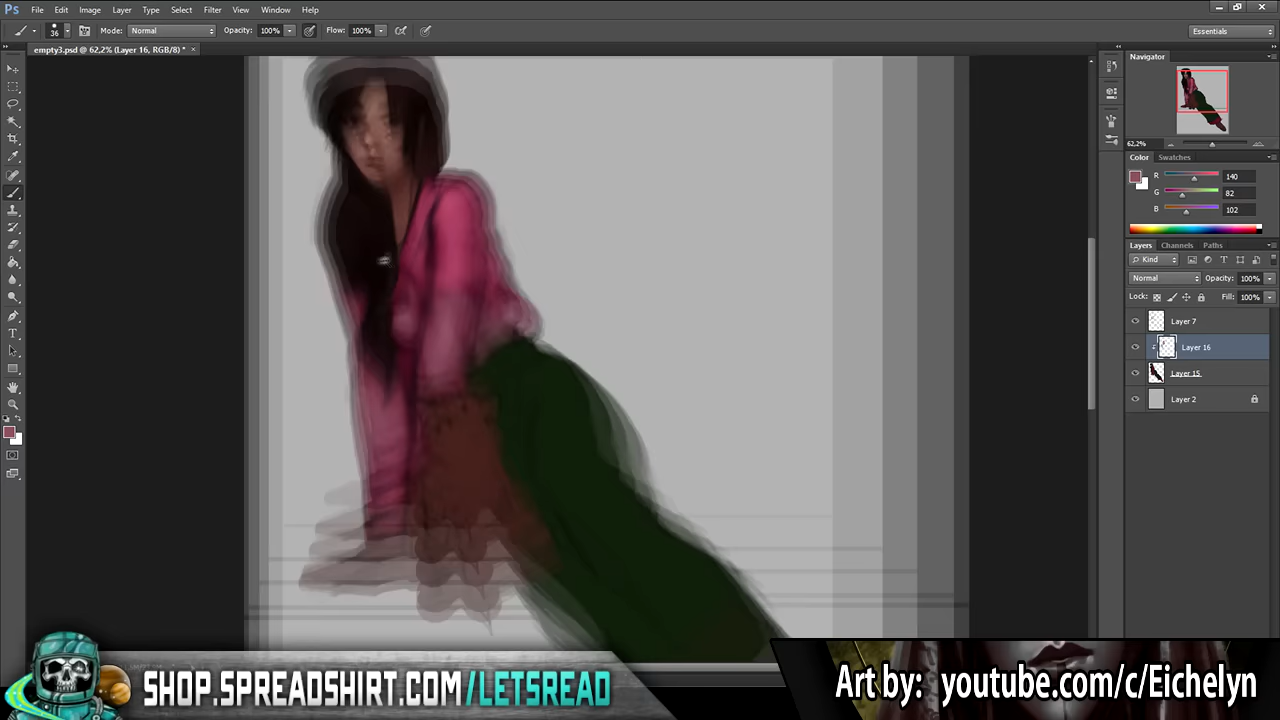 Ps File Edit Image Layer Type Select Filter View Window Help
36 Mode: Normal Opacity: 100% Flow: 100% Essentials
empty3.psd @ 62,2% (Layer 16, RGB/8) * ×
Navigator
62.2%
Color Swatches
R 140
G 82
B 102
Layers Channels Paths
Kind
Normal Opacity: 100%
Lock: Fill: 100%
Layer 7
Layer 16
Layer 15
Layer 2
SHOP.SPREADSHIRT.COM/LETSREAD
Art by: youtube.com/c/Eichelyn